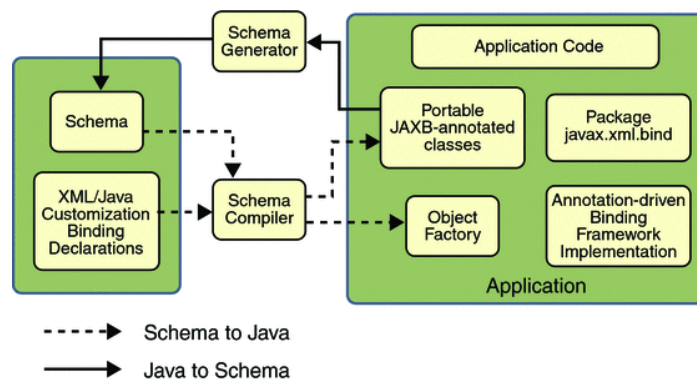 Schema
Generator
Application Code
Schema
Portable
JAXB-annotated
classes
Package
javax.xml.bind
XML/Java
Customization
Binding
Declarations
Schema
Compiler
Object
Factory
Annotation-driven
Binding
Framework
Implementation
Application
Schema to Java
Java to Schema